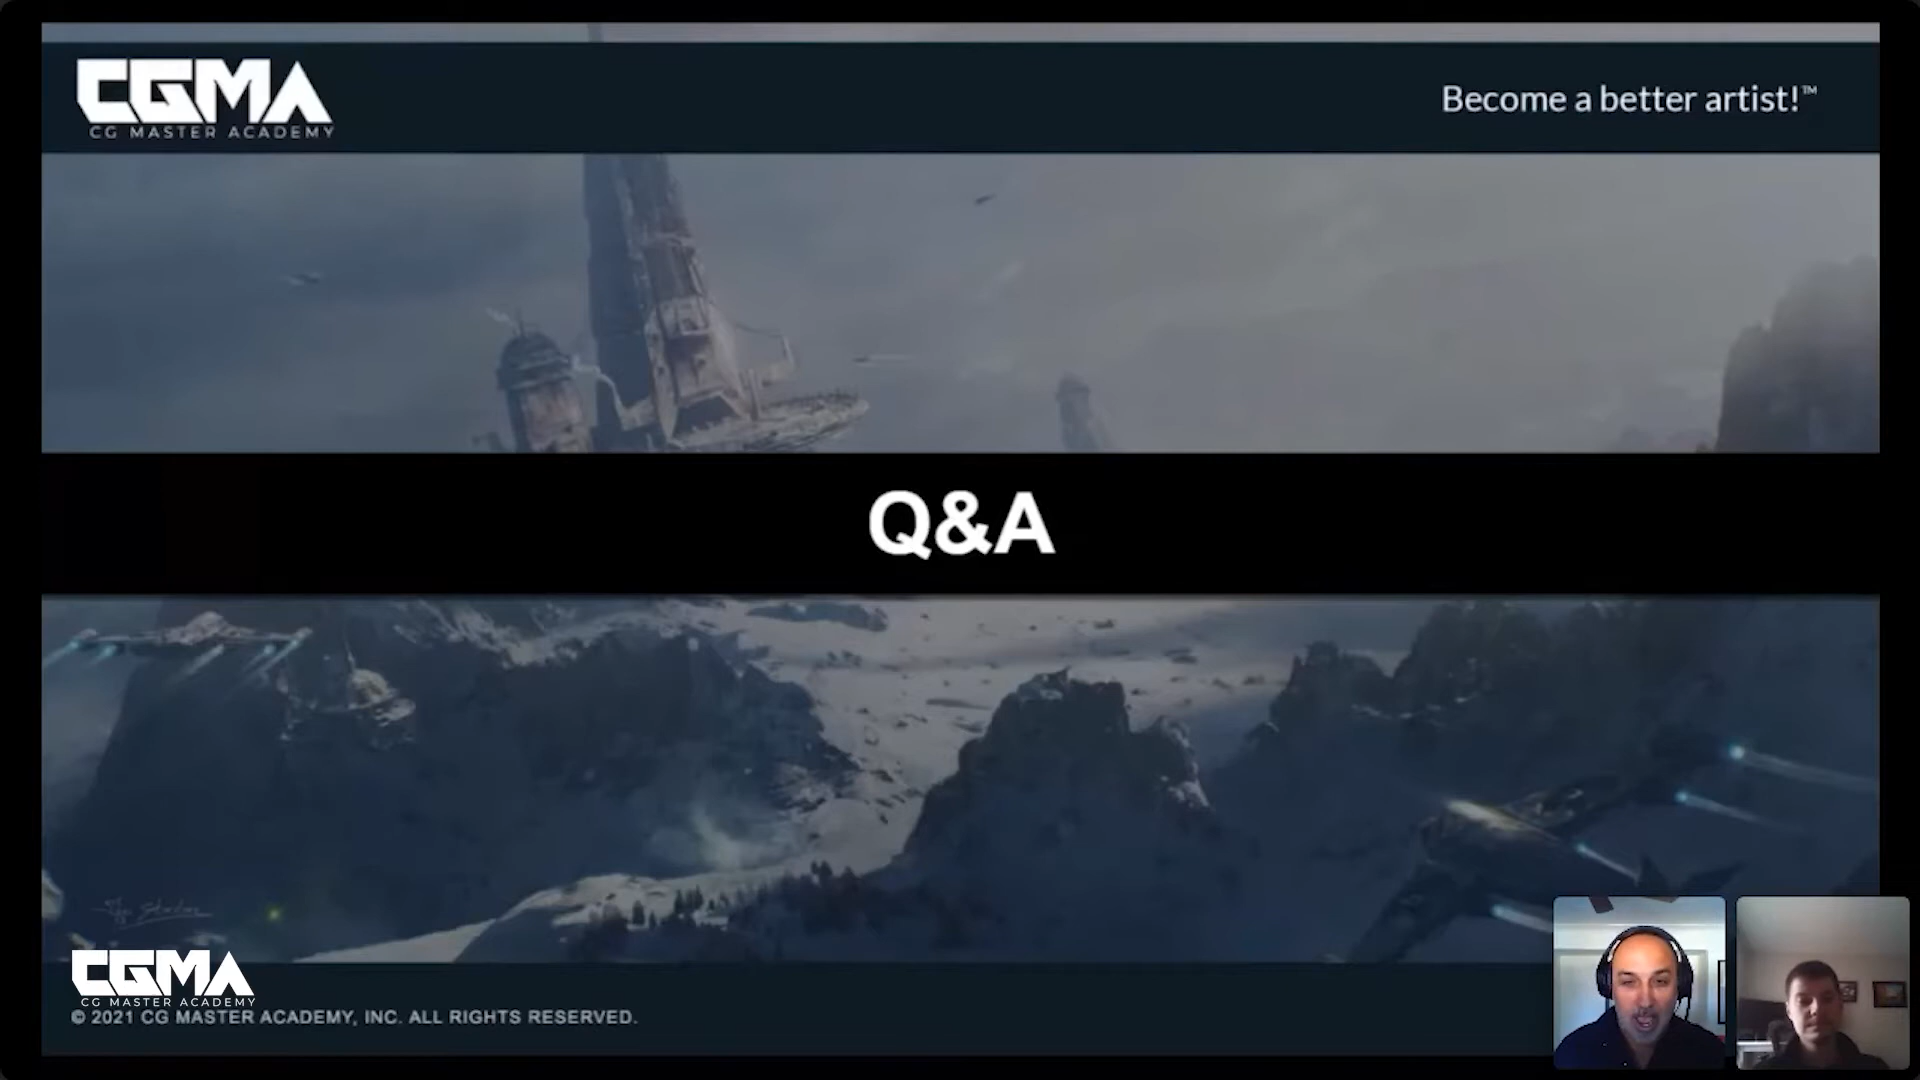 CGMA
CG MASTER ACADEMY
Become a better artist!™
Q&A
CGMA
CG MASTER ACADEMY
© 2021 CG MASTER ACADEMY, INC. ALL RIGHTS RESERVED.